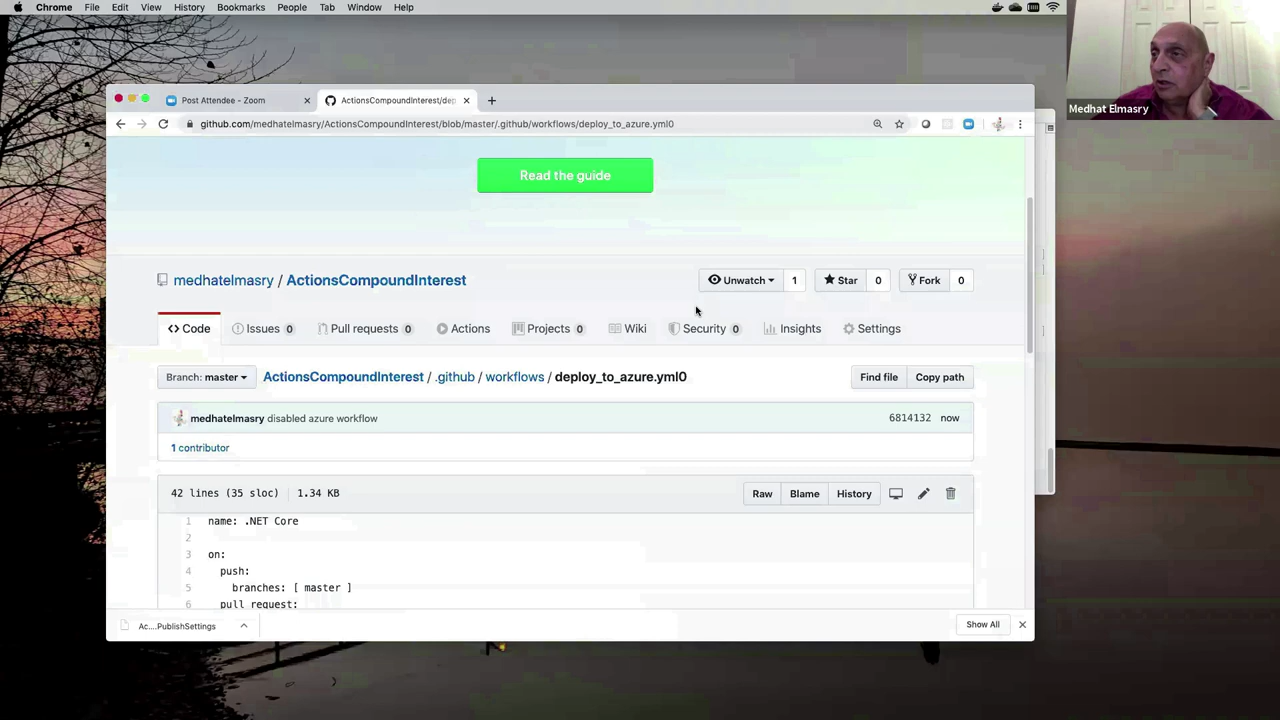 Chrome File Edit View History Bookmarks People Tab Window Help
Medhat Elmasry
Post Attendee - Zoom
ActionsCompoundInterest/dep
github.com/medhatelmasry/ActionsCompoundInterest/blob/master/.github/workflows/deploy_to_azure.yml0
Read the guide
medhatelmasry / ActionsCompoundInterest
Unwatch 1 Star 0 Fork 0
Code Issues 0 Pull requests 0 Actions Projects 0 Wiki Security 0 Insights Settings
Branch: master ActionsCompoundInterest / .github / workflows / deploy_to_azure.yml0 Find file Copy path
medhatelmasry disabled azure workflow 6814132 now
1 contributor
42 lines (35 sloc) 1.34 KB Raw Blame History
1 name: .NET Core
2
3 on:
4 push:
5 branches: [ master ]
6 pull_request:
Ac....PublishSettings Show All